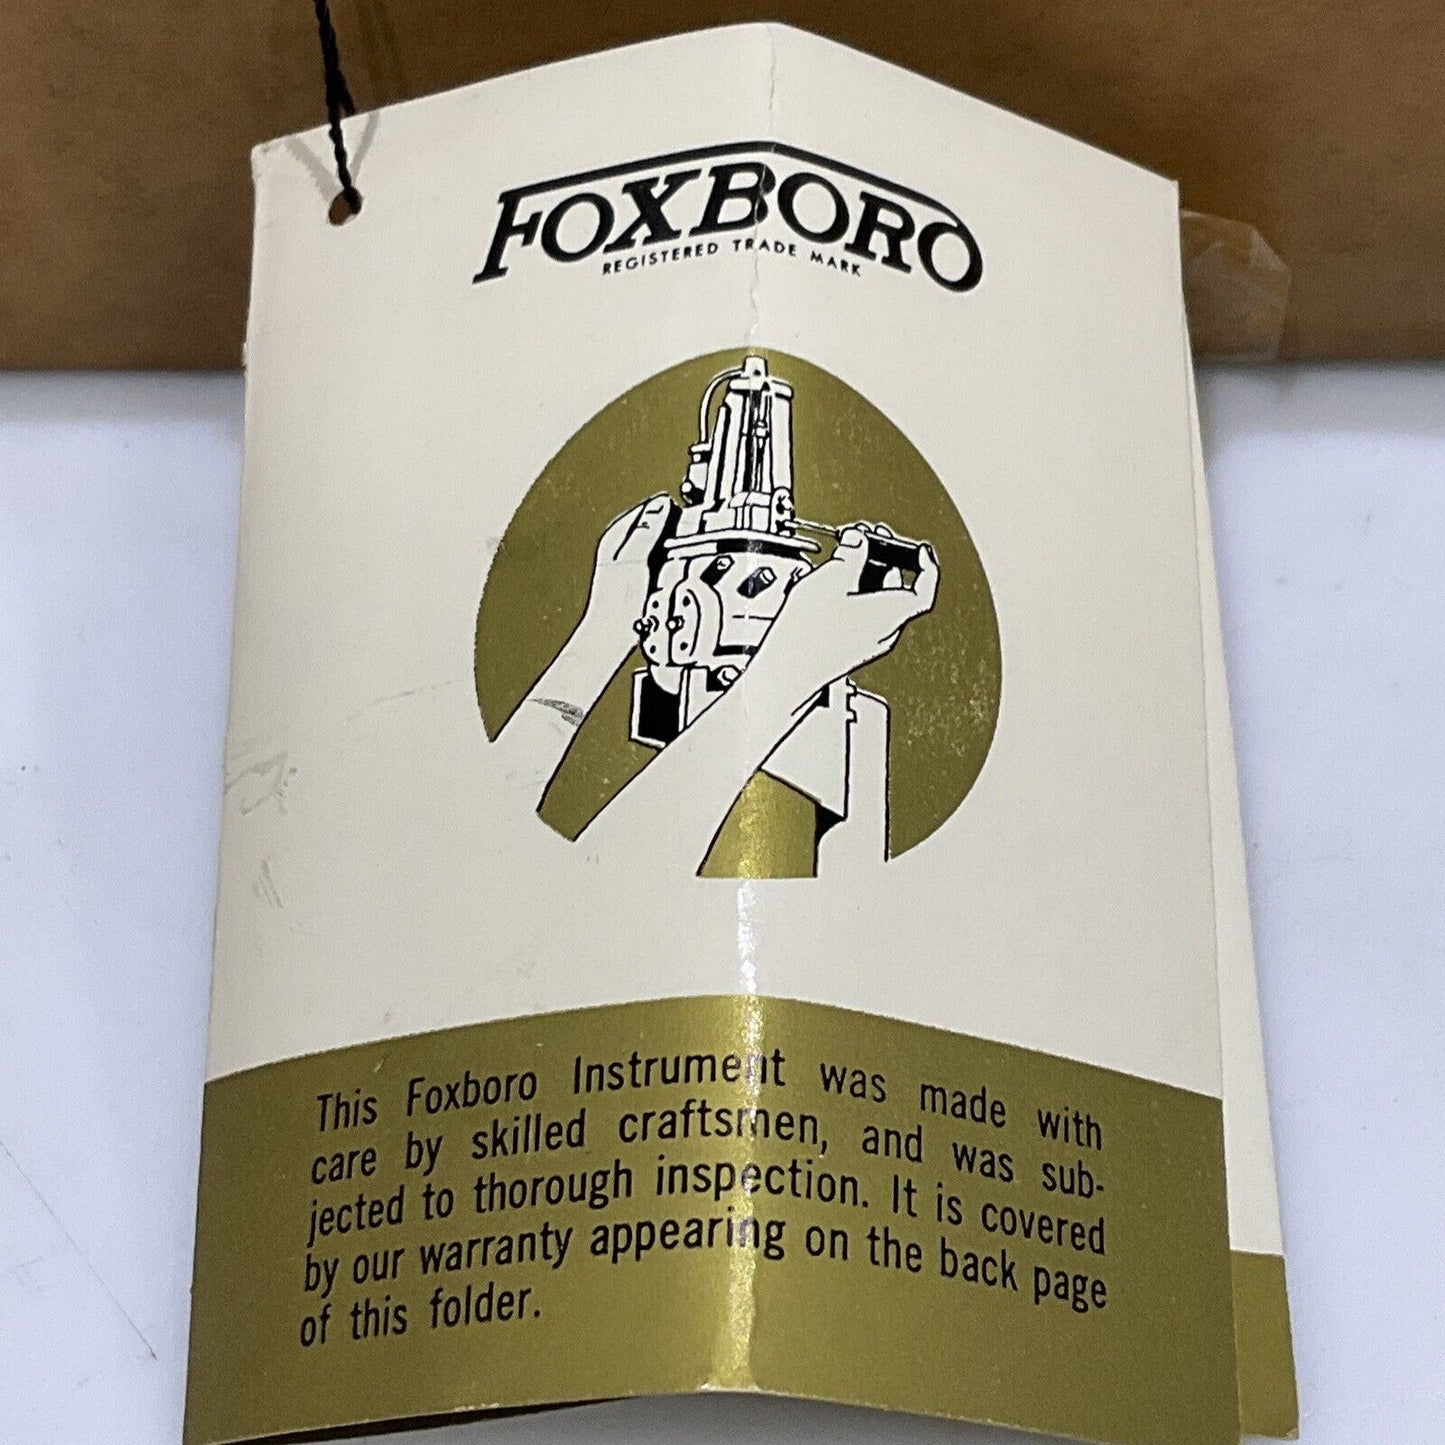 FOXBORO
REGISTERED TRADE MARK
This Foxboro Instrument was made with
care by skilled craftsmen, and was sub-
jected to thorough inspection. It is covered
by our warranty appearing on the back page
of this folder.